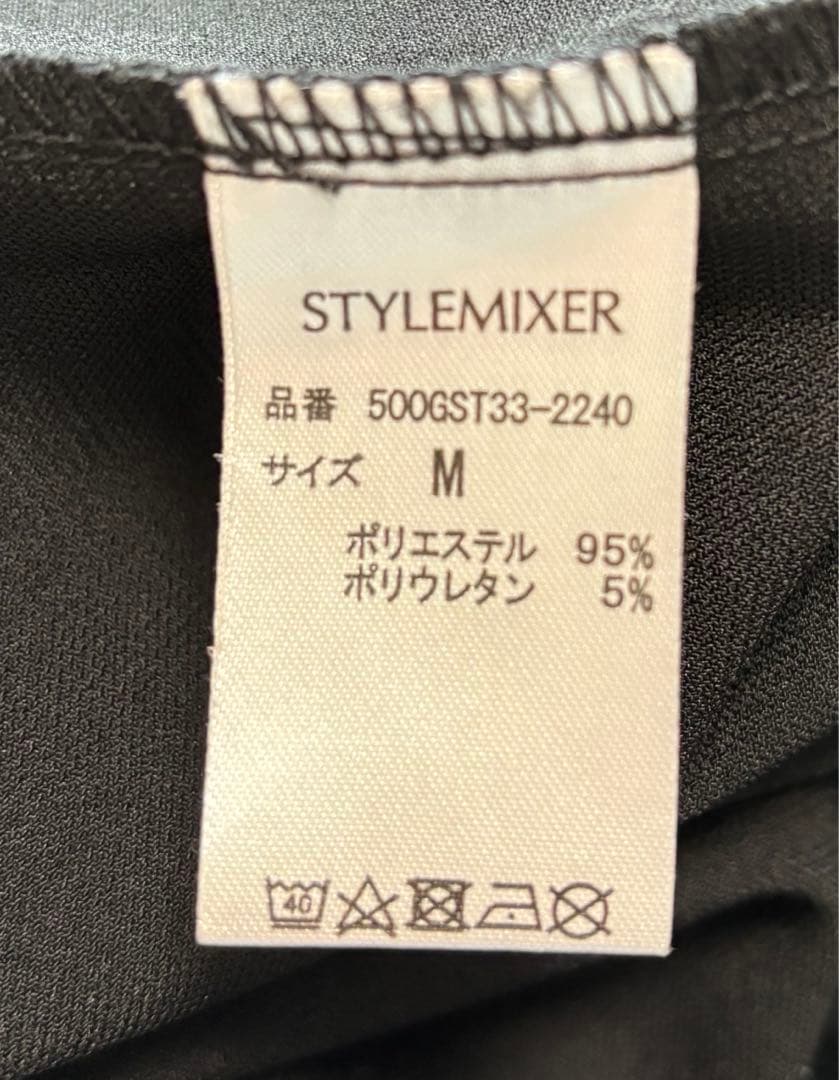 STYLEMIXER
品番 500GST33-2240
サイズ M
ポリエステル 95%
ポリウレタン 5%
40